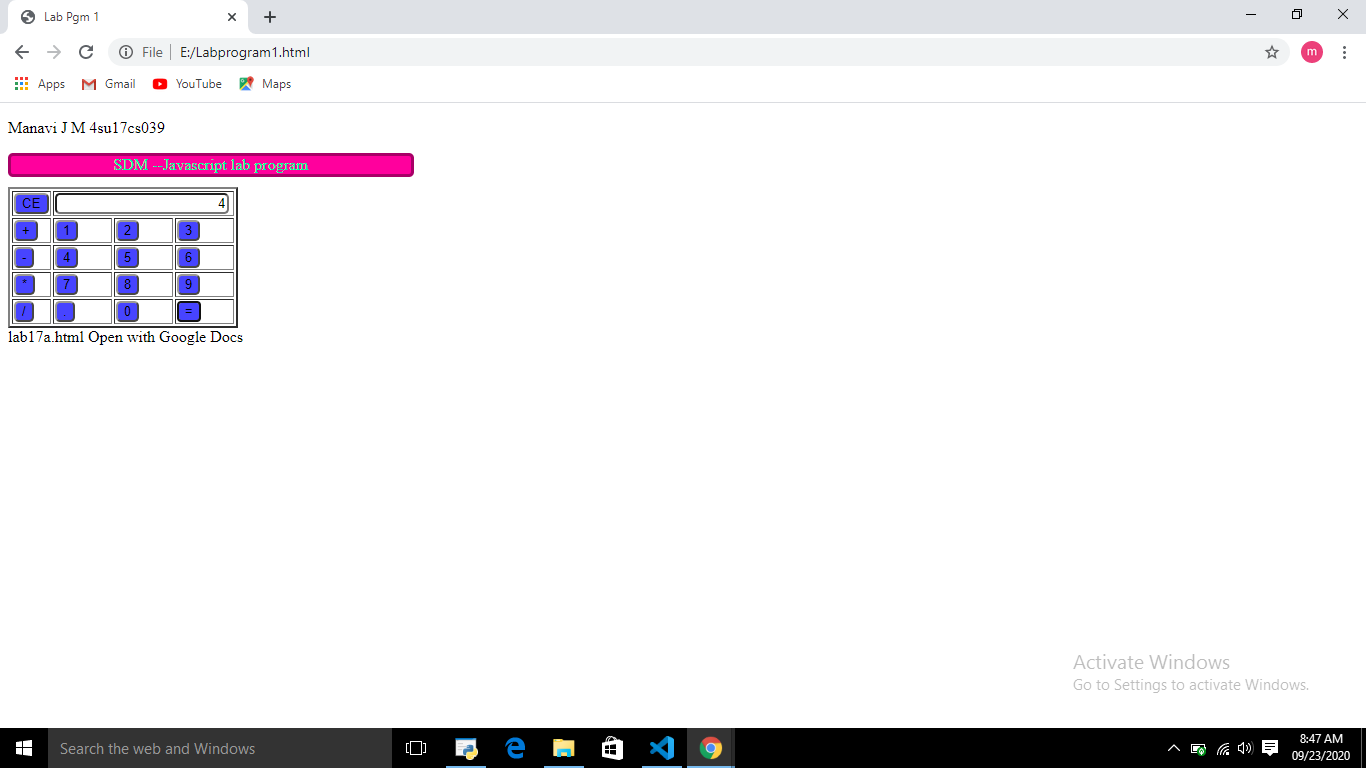 Lab Pgm 1
File E:/Labprogram1.html
m
Apps Gmail YouTube Maps
Manavi J M 4su17cs039
SDM --Javascript lab program
CE 4
+ 1 2 3
- 4 5 6
* 7 8 9
/ . 0 =
lab17a.html Open with Google Docs
Activate Windows
Go to Settings to activate Windows.
Search the web and Windows
8:47 AM
09/23/2020